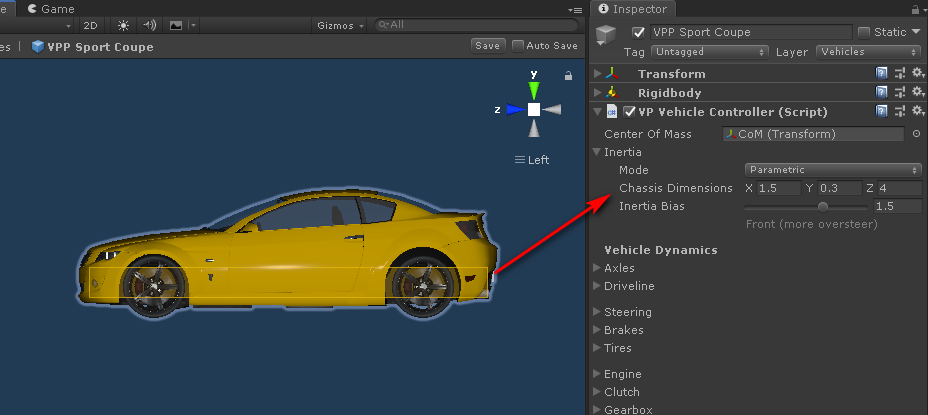 e Game Inspector
2D Gizmos All
es VPP Sport Coupe Save Auto Save
VPP Sport Coupe Static
Tag Untagged Layer Vehicles
Transform
Rigidbody
VP Vehicle Controller (Script)
Center Of Mass CoM (Transform)
Inertia
Mode Parametric
Chassis Dimensions X 1.5 Y 0.3 Z 4
Inertia Bias 1.5
Front (more oversteer)
Vehicle Dynamics
Axles
Driveline
Steering
Brakes
Tires
Engine
Clutch
Gearbox
y
z
Left